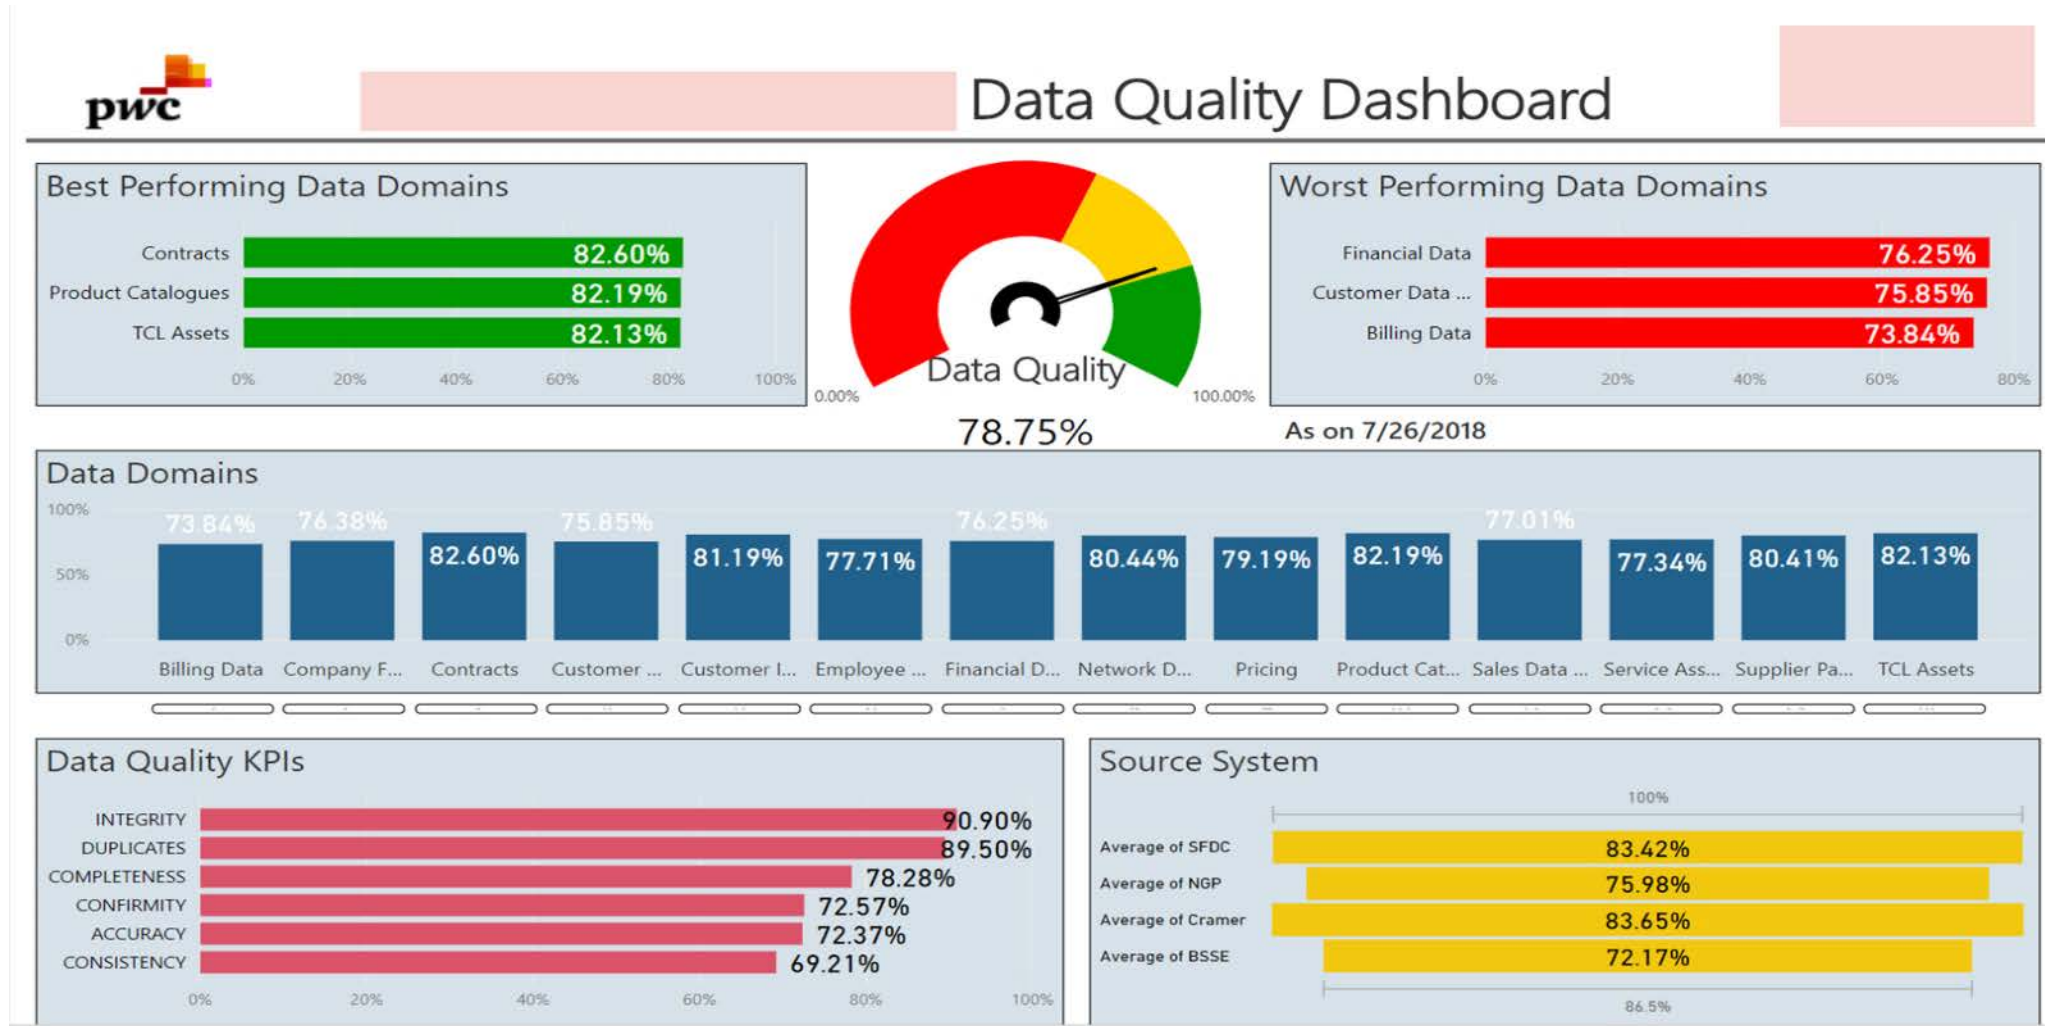 pwc
Data Quality Dashboard
Best Performing Data Domains
Contracts 82.60%
Product Catalogues 82.19%
TCL Assets 82.13%
0% 20% 40% 60% 80% 100%
Data Quality
0.00% 100.00%
78.75%
Worst Performing Data Domains
Financial Data 76.25%
Customer Data ... 75.85%
Billing Data 73.84%
0% 20% 40% 60% 80%
As on 7/26/2018
Data Domains
100%
50%
0%
73.84% 76.38% 82.60% 75.85% 81.19% 77.71% 76.25% 80.44% 79.19% 82.19% 77.01% 77.34% 80.41% 82.13%
Billing Data Company F... Contracts Customer ... Customer I... Employee ... Financial D... Network D... Pricing Product Cat... Sales Data ... Service Ass... Supplier Pa... TCL Assets
Data Quality KPIs
INTEGRITY 90.90%
DUPLICATES 89.50%
COMPLETENESS 78.28%
CONFIRMITY 72.57%
ACCURACY 72.37%
CONSISTENCY 69.21%
0% 20% 40% 60% 80% 100%
Source System
100%
Average of SFDC 83.42%
Average of NGP 75.98%
Average of Cramer 83.65%
Average of BSSE 72.17%
86.5%